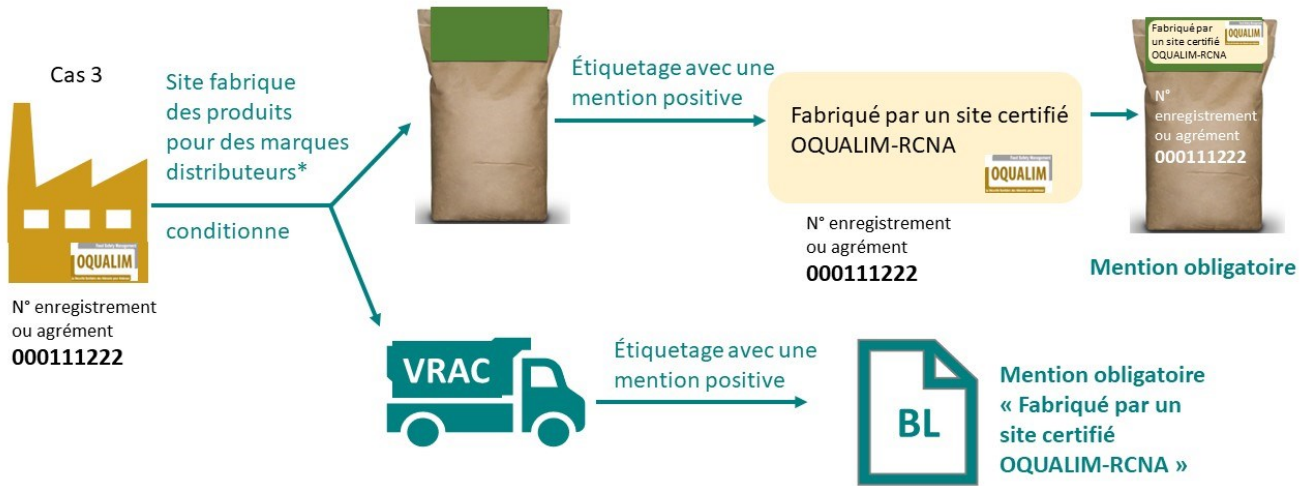 Cas 3
OQUALIM
N° enregistrement
ou agrément
000111222
Site fabrique
des produits
pour des marques
distributeurs*
conditionne
Étiquetage avec une
mention positive
Fabriqué par un site certifié
OQUALIM-RCNA
OQUALIM
N° enregistrement
ou agrément
000111222
Fabriqué par
un site certifié
OQUALIM-RCNA
OQUALIM
N°
enregistrement
ou agrément
000111222
Mention obligatoire
VRAC
Étiquetage avec une
mention positive
BL
Mention obligatoire
« Fabriqué par un
site certifié
OQUALIM-RCNA »